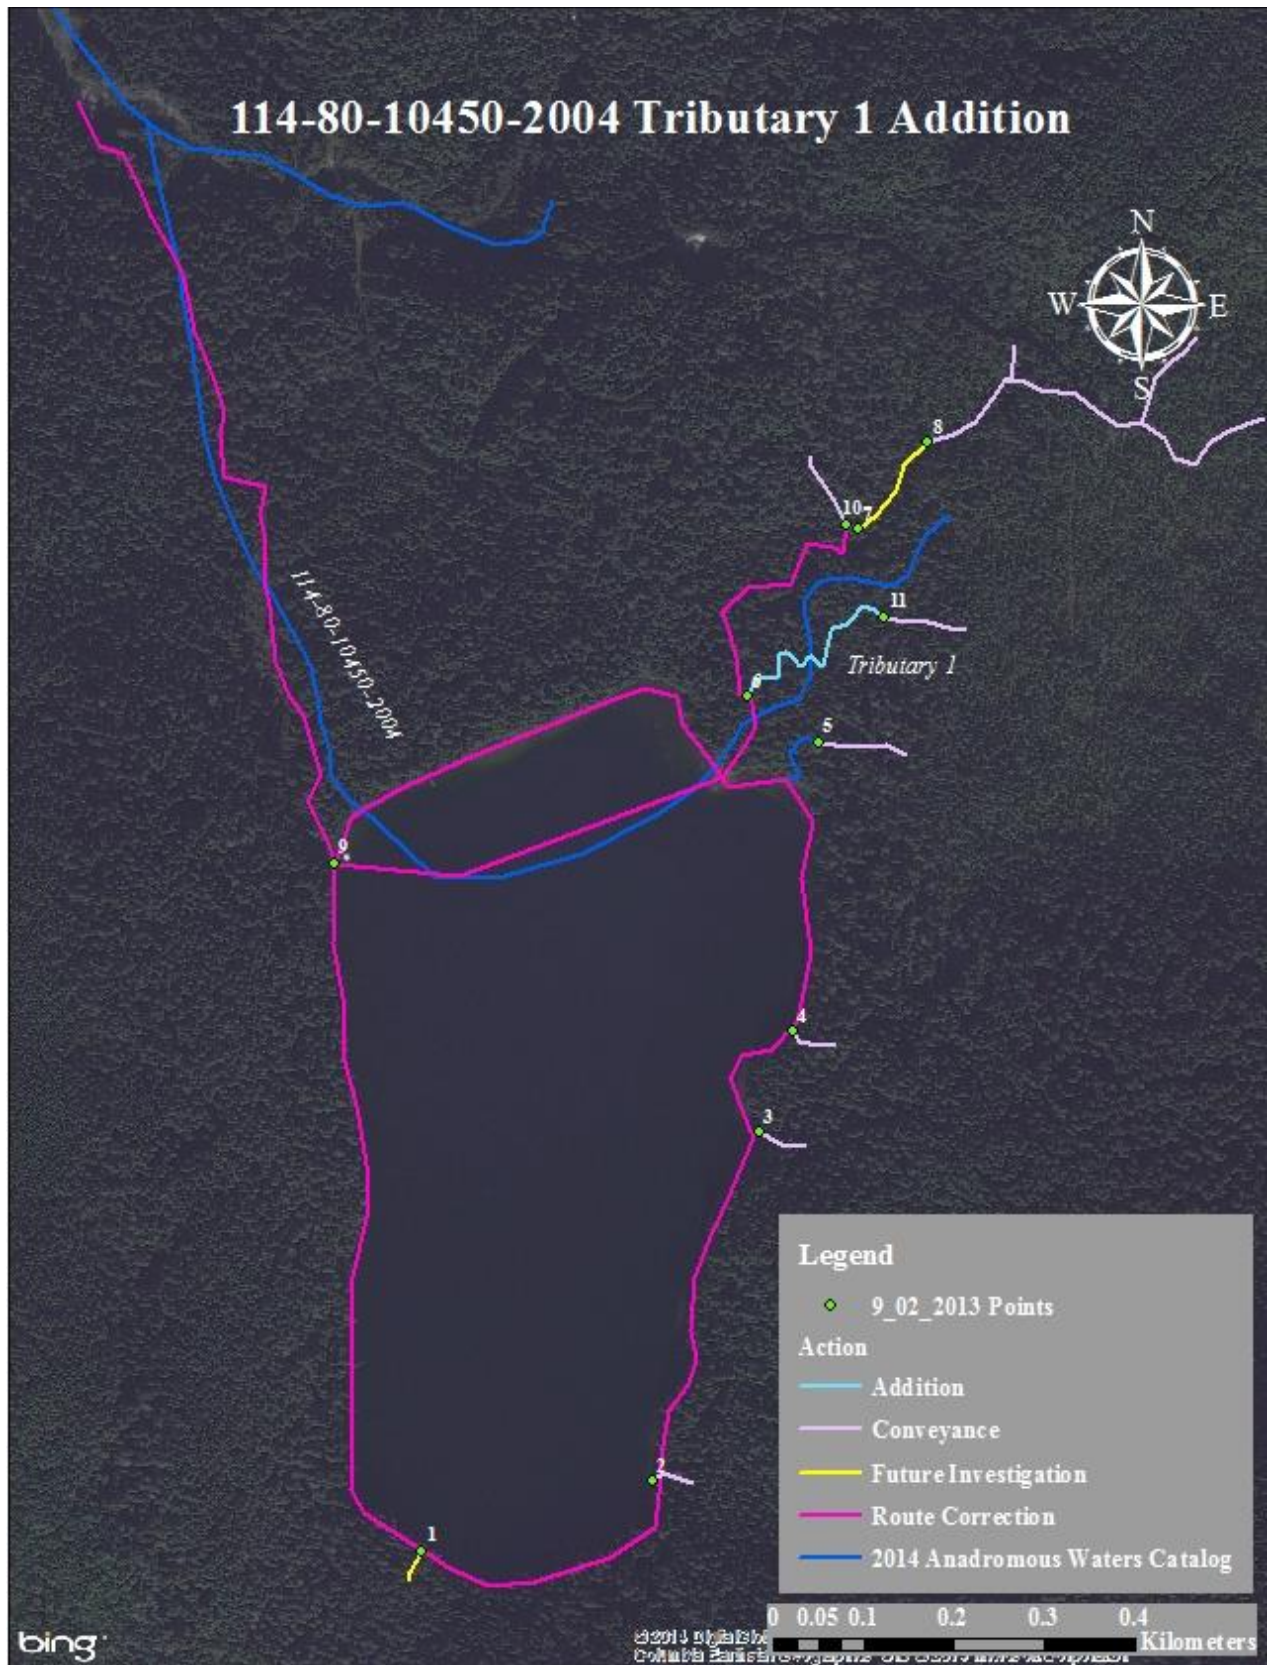 114-80-10450-2004 Tributary 1 Addition
N
W
E
S
8
10
7
11
114-80-10450-2004
Tributary 1
6
5
9
4
3
2
1
Legend
9_02_2013 Points
Action
Addition
Conveyance
Future Investigation
Route Correction
2014 Anadromous Waters Catalog
0 0.05 0.1 0.2 0.3 0.4
Kilometers
bing